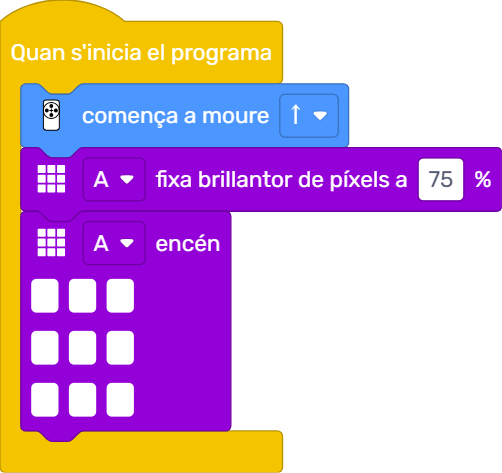 Quan s'inicia el programa
comença a moure ↑
A fixa brillantor de píxels a 75 %
A encén